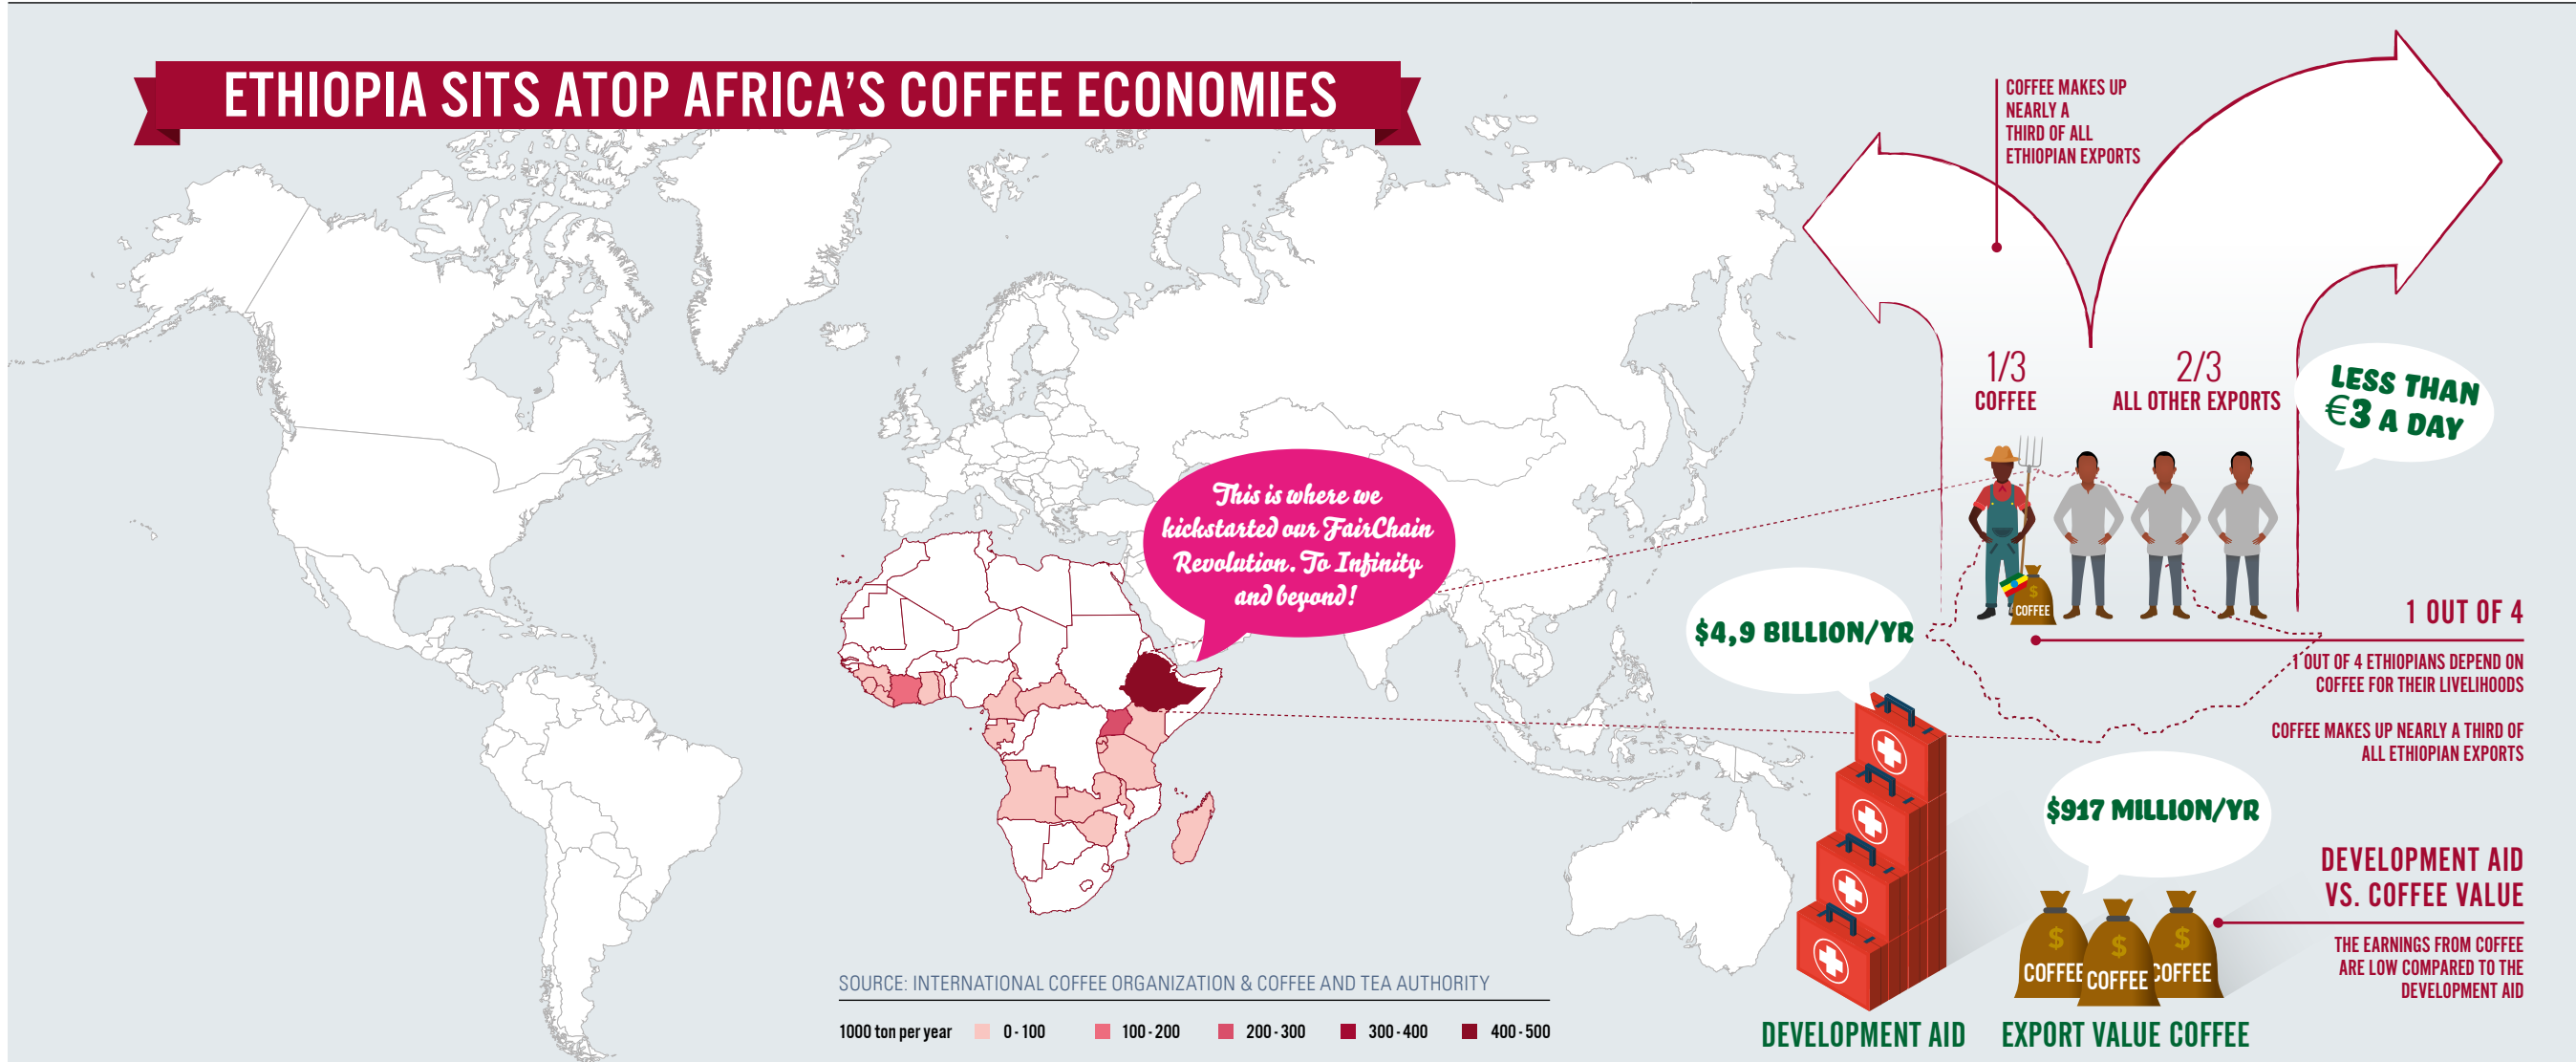 ETHIOPIA SITS ATOP AFRICA'S COFFEE ECONOMIES
COFFEE MAKES UP
NEARLY A
THIRD OF ALL
ETHIOPIAN EXPORTS
1/3
COFFEE
2/3
ALL OTHER EXPORTS
LESS THAN
€3 A DAY
This is where we
kickstarted our FairChain
Revolution. To Infinity
and beyond!
$
COFFEE
1 OUT OF 4
1 OUT OF 4 ETHIOPIANS DEPEND ON
COFFEE FOR THEIR LIVELIHOODS
COFFEE MAKES UP NEARLY A THIRD OF
ALL ETHIOPIAN EXPORTS
$4,9 BILLION/YR
$917 MILLION/YR
DEVELOPMENT AID
VS. COFFEE VALUE
THE EARNINGS FROM COFFEE
ARE LOW COMPARED TO THE
DEVELOPMENT AID
$ $ $
COFFEE COFFEE COFFEE
DEVELOPMENT AID
EXPORT VALUE COFFEE
SOURCE: INTERNATIONAL COFFEE ORGANIZATION & COFFEE AND TEA AUTHORITY
1000 ton per year 0 - 100 100 - 200 200 - 300 300 - 400 400 - 500